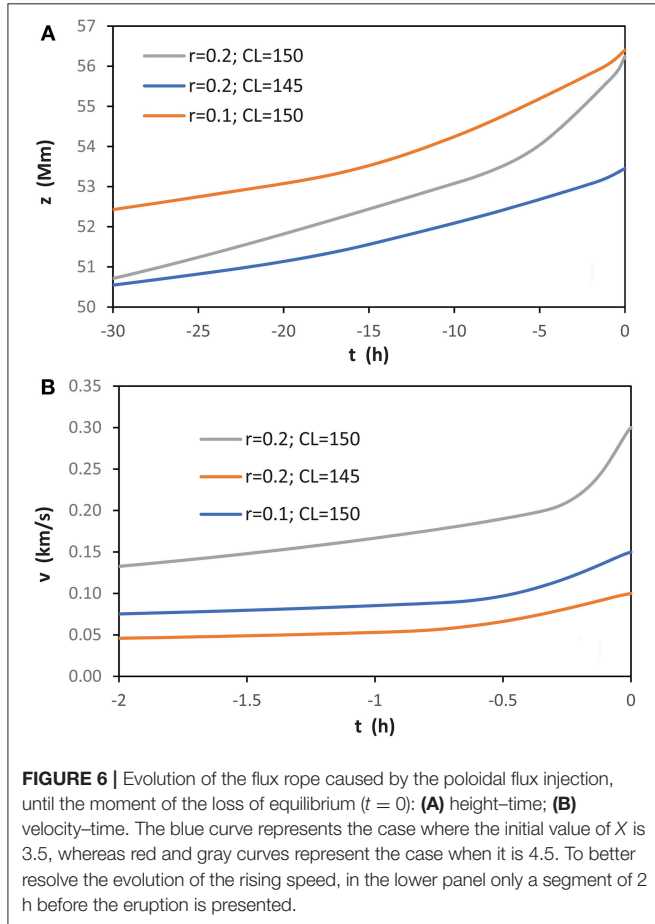 A
57
56
55
54
53
52
51
50
z (Mm)
r=0.2; CL=150
r=0.2; CL=145
r=0.1; CL=150
-30 -25 -20 -15 -10 -5 0
t (h)
B
0.35
0.30
0.25
0.20
0.15
0.10
0.05
0.00
v (km/s)
r=0.2; CL=150
r=0.2; CL=145
r=0.1; CL=150
-2 -1.5 -1 -0.5 0
t (h)
FIGURE 6 | Evolution of the flux rope caused by the poloidal flux injection,
until the moment of the loss of equilibrium (t = 0): (A) height–time; (B)
velocity–time. The blue curve represents the case where the initial value of X is
3.5, whereas red and gray curves represent the case when it is 4.5. To better
resolve the evolution of the rising speed, in the lower panel only a segment of 2
h before the eruption is presented.